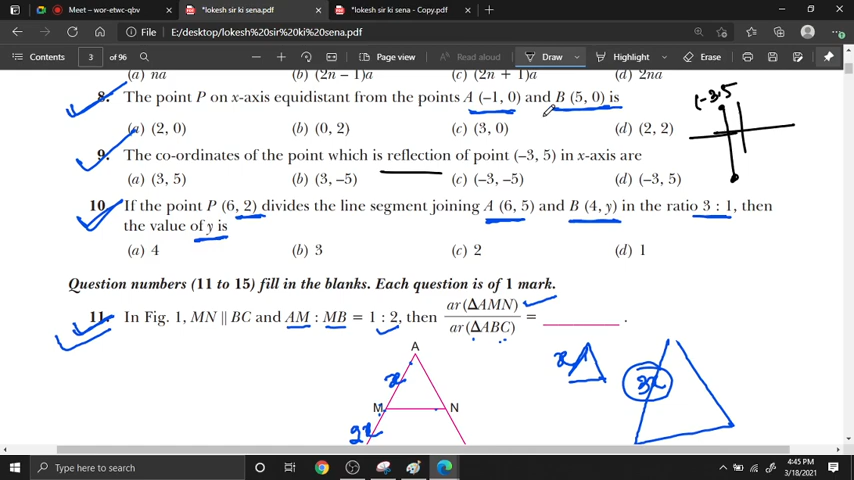 Meet – wor-etwc-qbv
*lokesh sir ki sena.pdf
*lokesh sir ki sena - Copy.pdf
File
E:/desktop/lokesh%20sir%20ki%20sena.pdf
Contents
3 of 96
Page view
Read aloud
Draw
Highlight
Erase
(a) na (b) (2n – 1)a (c) (2n + 1)a (d) 2na
8. The point P on x-axis equidistant from the points A (–1, 0) and B (5, 0) is
(-3,5
(a) (2, 0) (b) (0, 2) (c) (3, 0) (d) (2, 2)
9. The co-ordinates of the point which is reflection of point (–3, 5) in x-axis are
(a) (3, 5) (b) (3, –5) (c) (–3, –5) (d) (–3, 5)
10. If the point P (6, 2) divides the line segment joining A (6, 5) and B (4, y) in the ratio 3 : 1, then
the value of y is
(a) 4 (b) 3 (c) 2 (d) 1
Question numbers (11 to 15) fill in the blanks. Each question is of 1 mark.
11. In Fig. 1, MN || BC and AM : MB = 1 : 2, then ar (ΔAMN) / ar (ΔABC) = ________ .
A
x
x
3x
M
N
2x
Type here to search
4:45 PM
3/18/2021